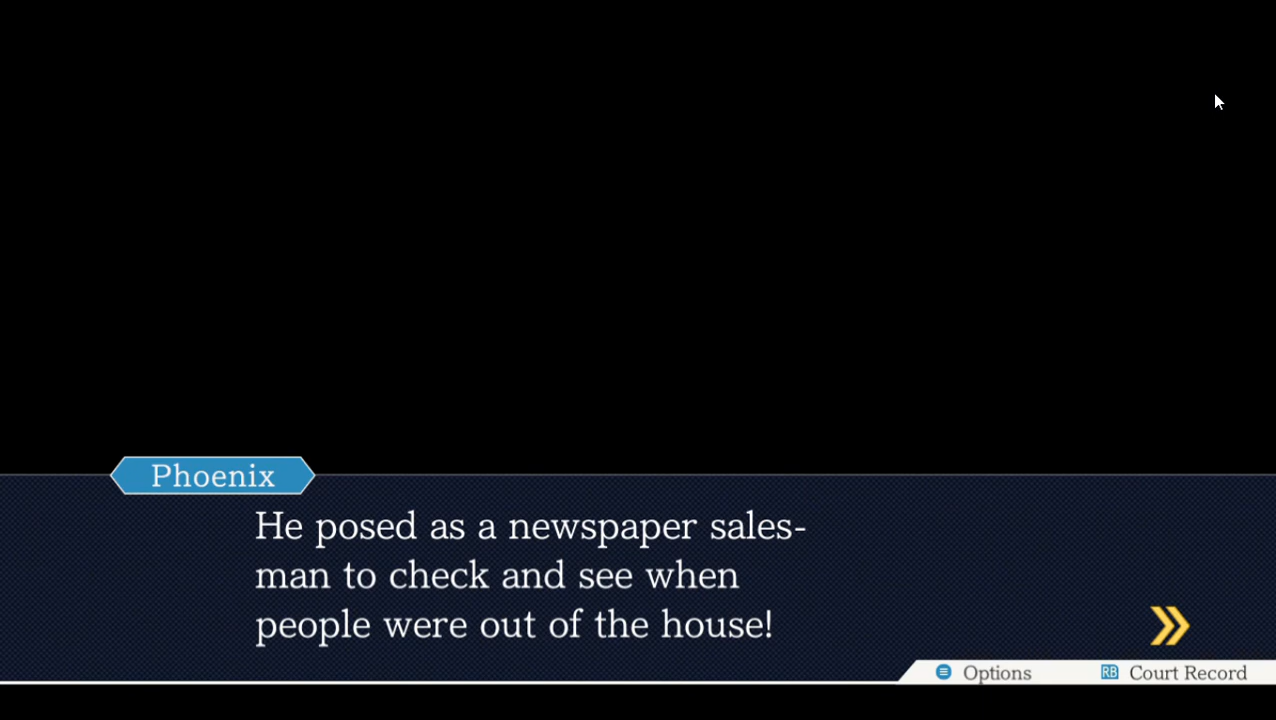 Phoenix
He posed as a newspaper sales-
man to check and see when
people were out of the house!
Options
RB Court Record